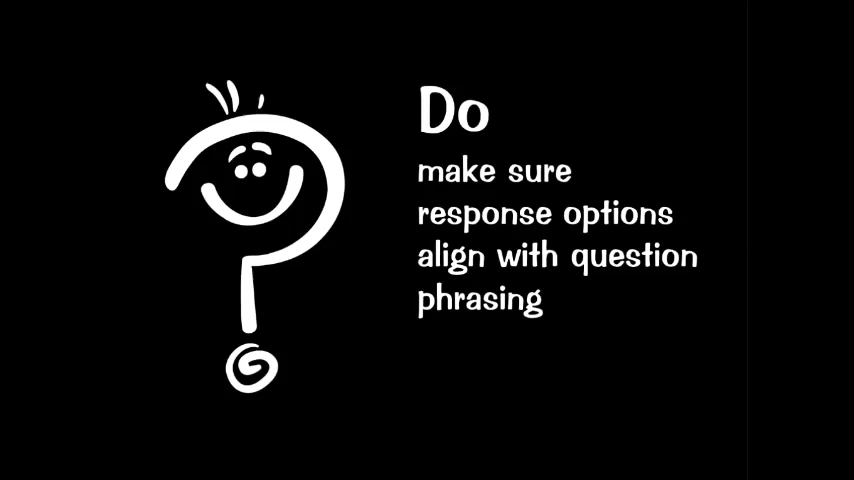 Do
make sure
response options
align with question
phrasing